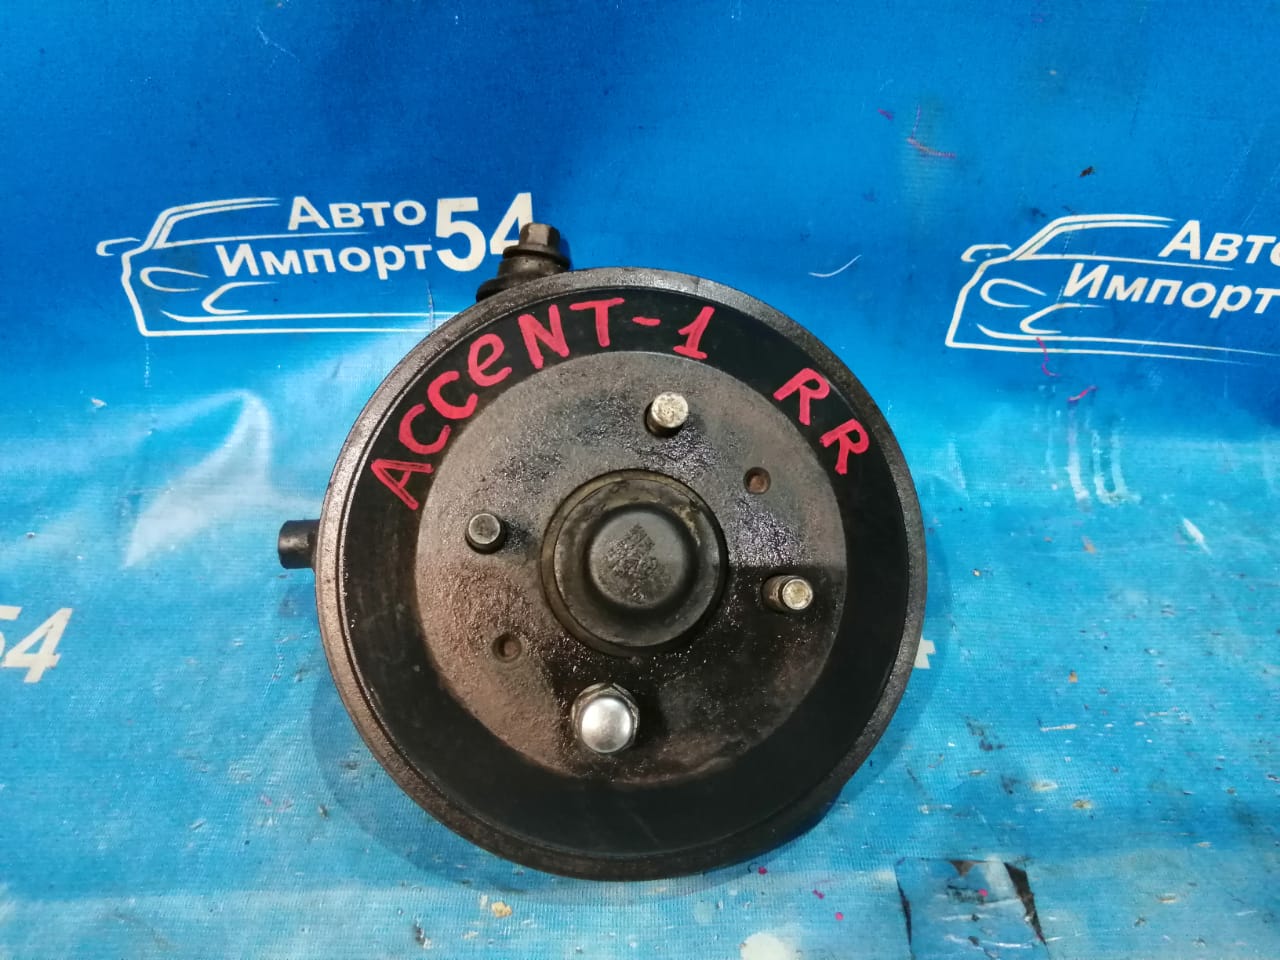 Авто
Импорт54
Авто
Импорт
ACCENT-1 RR
54